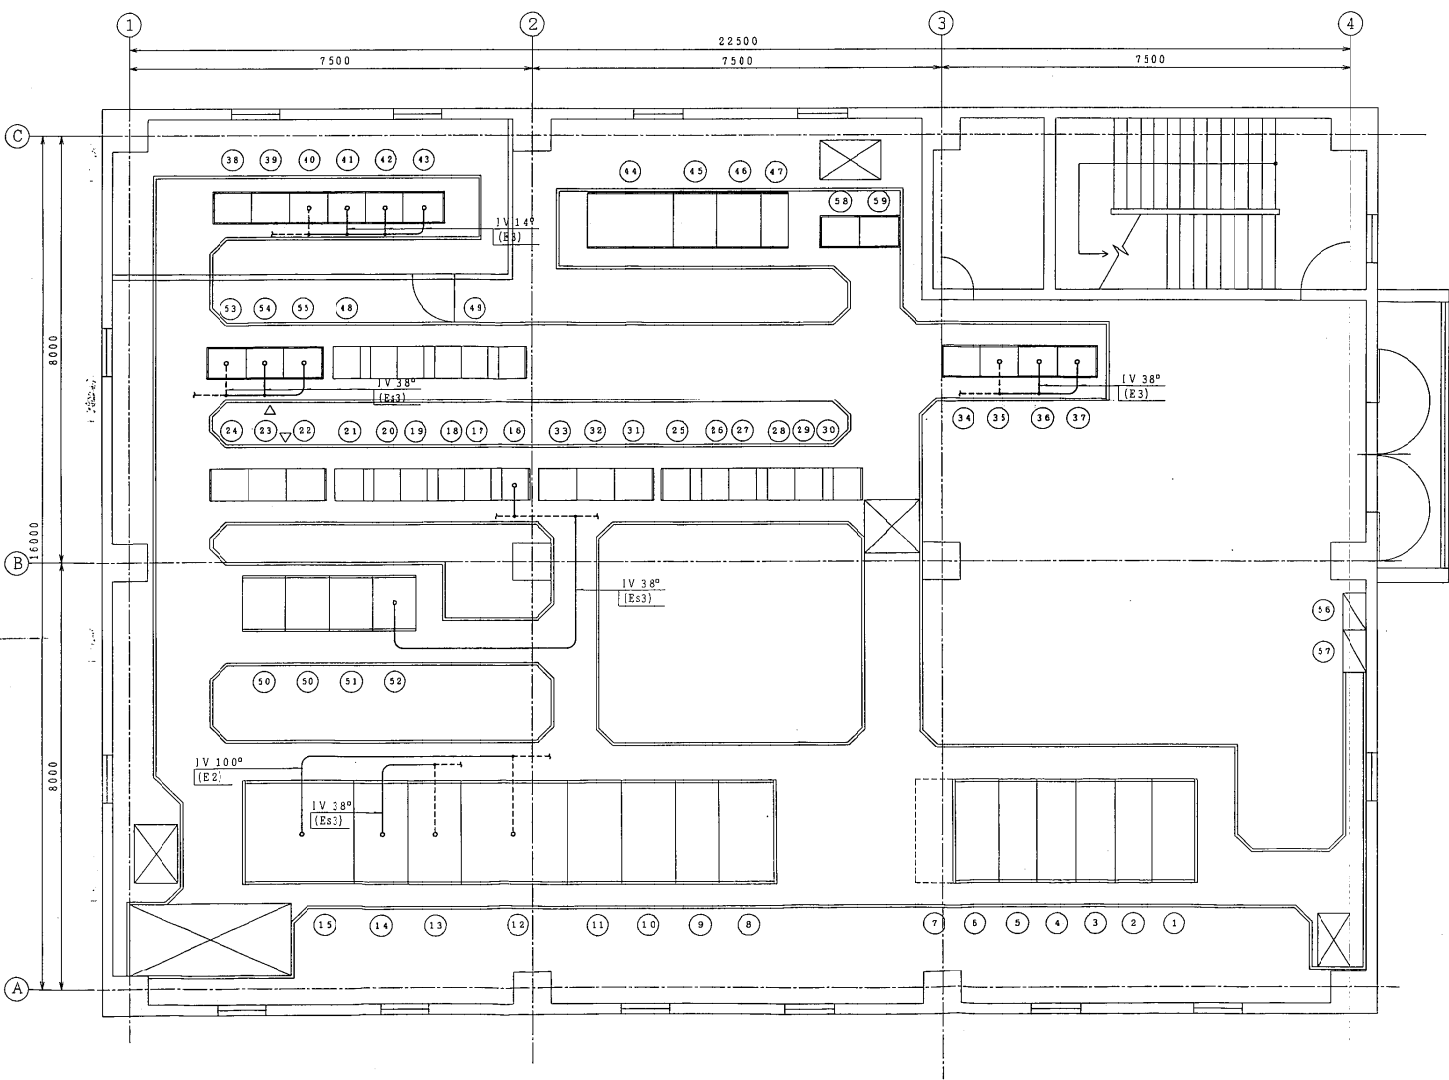 1 2 3 4
22500
7500 7500 7500
C
38 39 40 41 42 43 44 45 46 47
58 59
IV 14°
(E3)
53 54 55 48 49
8000
IV 38°
(Es3)
IV 38°
(E3)
24 23 22 21 20 19 18 17 16 33 32 31 25 26 27 28 29 30 34 35 36 37
16000
B
IV 38°
(Es3)
56
57
50 50 51 52
8000
IV 100°
(E2)
IV 38°
(Es3)
15 14 13 12 11 10 9 8 7 6 5 4 3 2 1
A